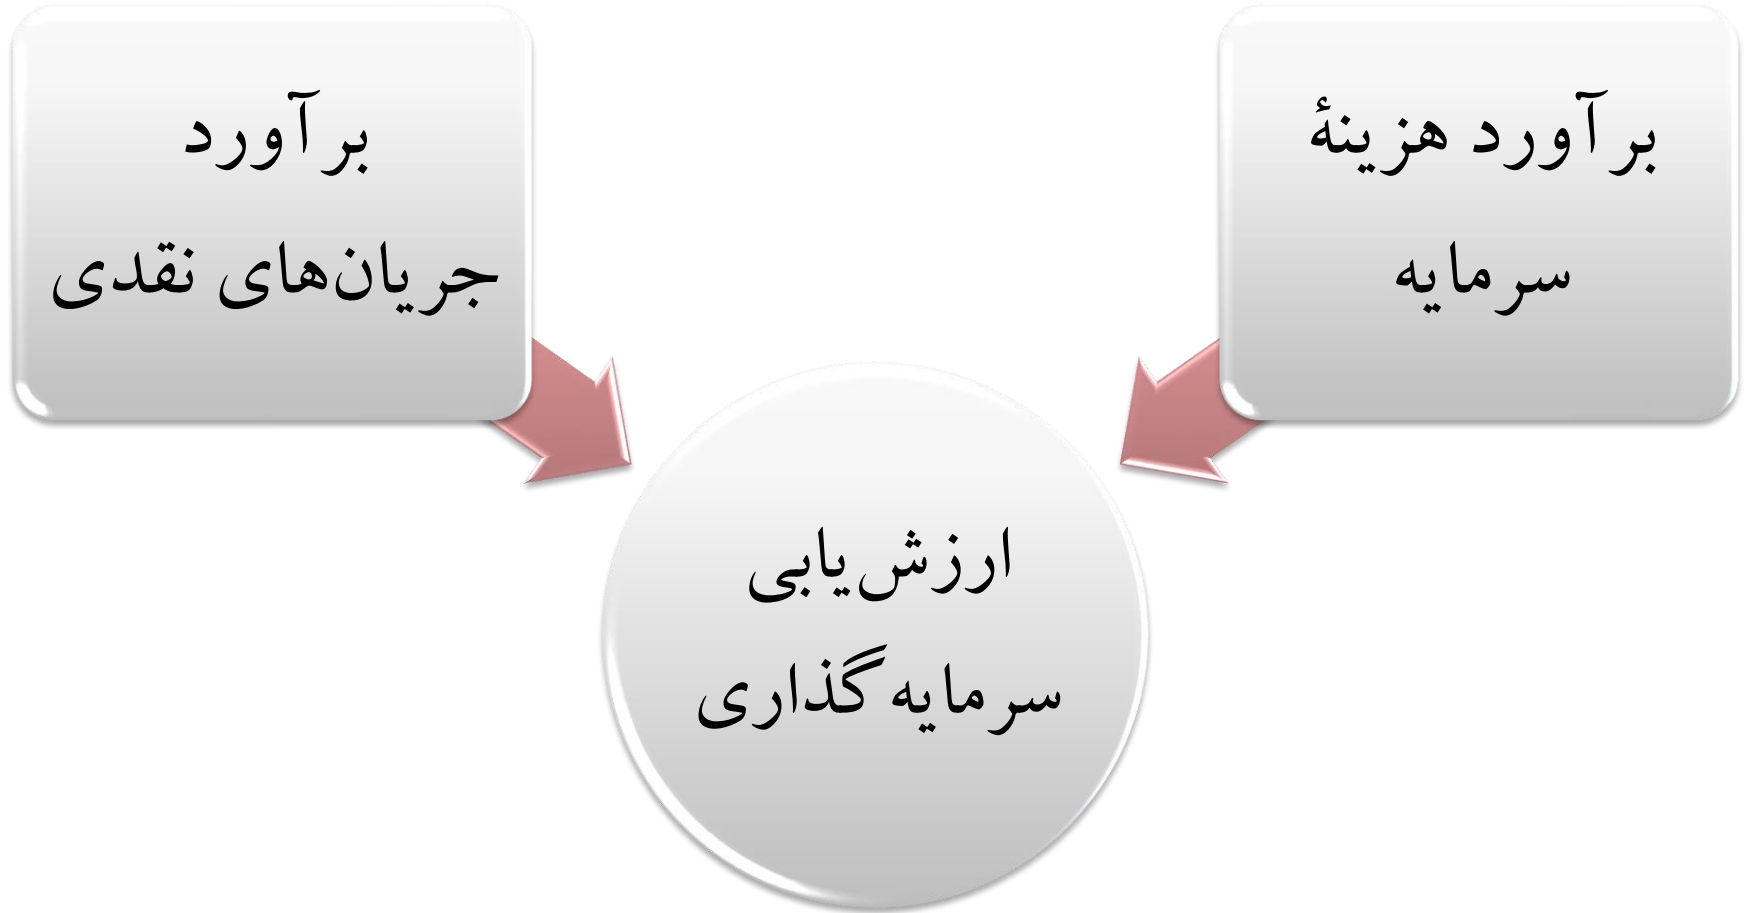 برآورد هزینۀ
سرمایه
برآورد
جریان‌های نقدی
ارزش‌یابی
سرمایه‌گذاری